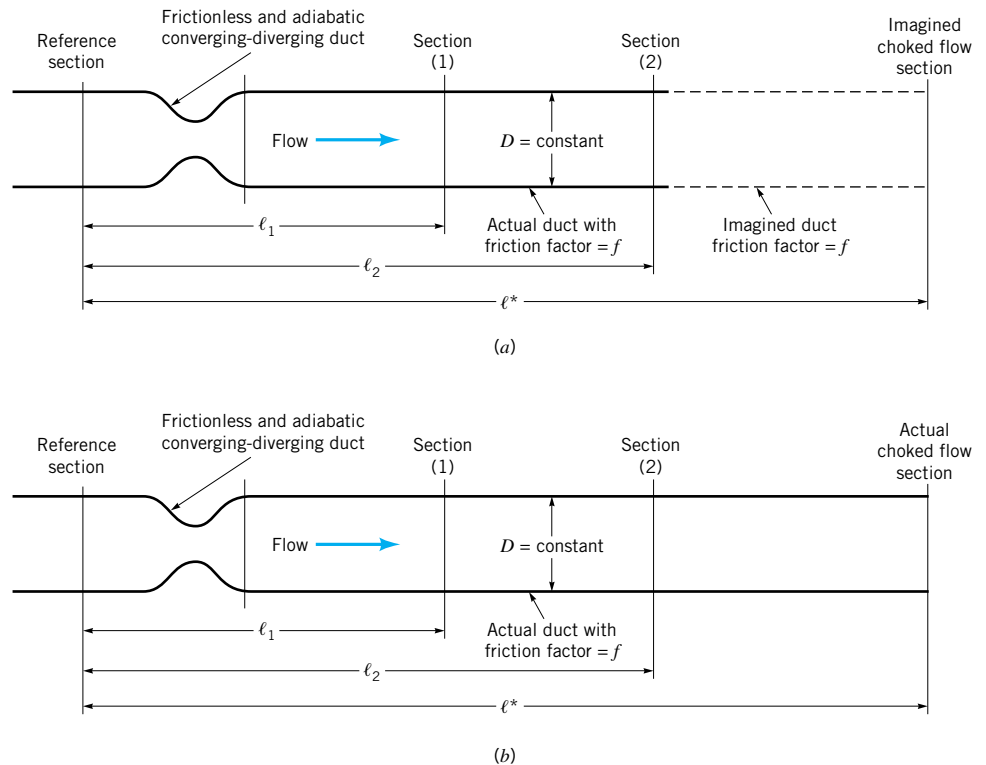 Frictionless and adiabatic
converging-diverging duct
Reference
section
Section
(1)
Section
(2)
Imagined
choked flow
section
Flow
D = constant
ℓ1
Actual duct with
friction factor = f
Imagined duct
friction factor = f
ℓ2
ℓ*
(a)
Frictionless and adiabatic
converging-diverging duct
Reference
section
Section
(1)
Section
(2)
Actual
choked flow
section
Flow
D = constant
ℓ1
Actual duct with
friction factor = f
ℓ2
ℓ*
(b)